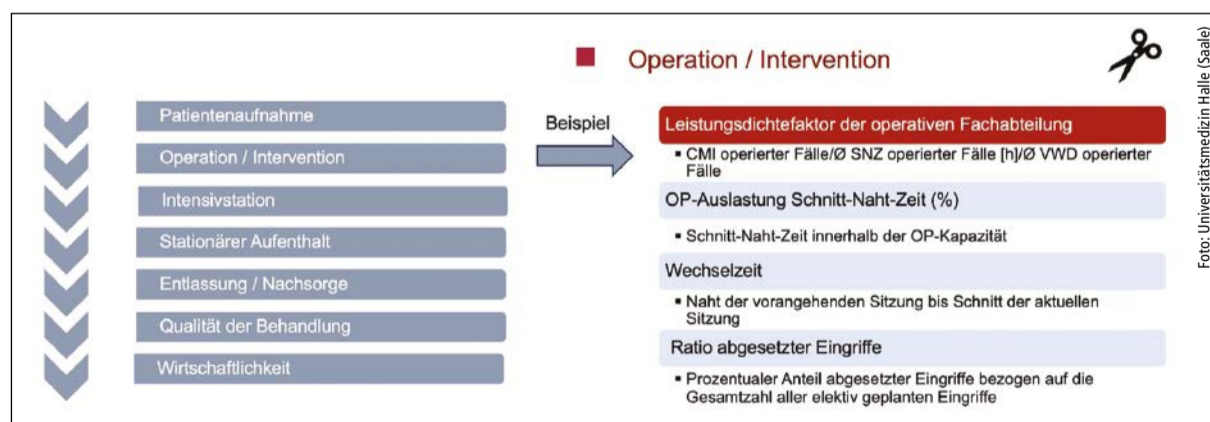 Operation / Intervention
Patientenaufnahme
Operation / Intervention
Intensivstation
Stationärer Aufenthalt
Entlassung / Nachsorge
Qualität der Behandlung
Wirtschaftlichkeit
Beispiel
Leistungsdichtefaktor der operativen Fachabteilung
▪ CMI operierter Fälle/Ø SNZ operierter Fälle [h]/Ø VWD operierter
Fälle
OP-Auslastung Schnitt-Naht-Zeit (%)
▪ Schnitt-Naht-Zeit innerhalb der OP-Kapazität
Wechselzeit
▪ Naht der vorangehenden Sitzung bis Schnitt der aktuellen
Sitzung
Ratio abgesetzter Eingriffe
▪ Prozentualer Anteil abgesetzter Eingriffe bezogen auf die
Gesamtzahl aller elektiv geplanten Eingriffe
Foto: Universitätsmedizin Halle (Saale)